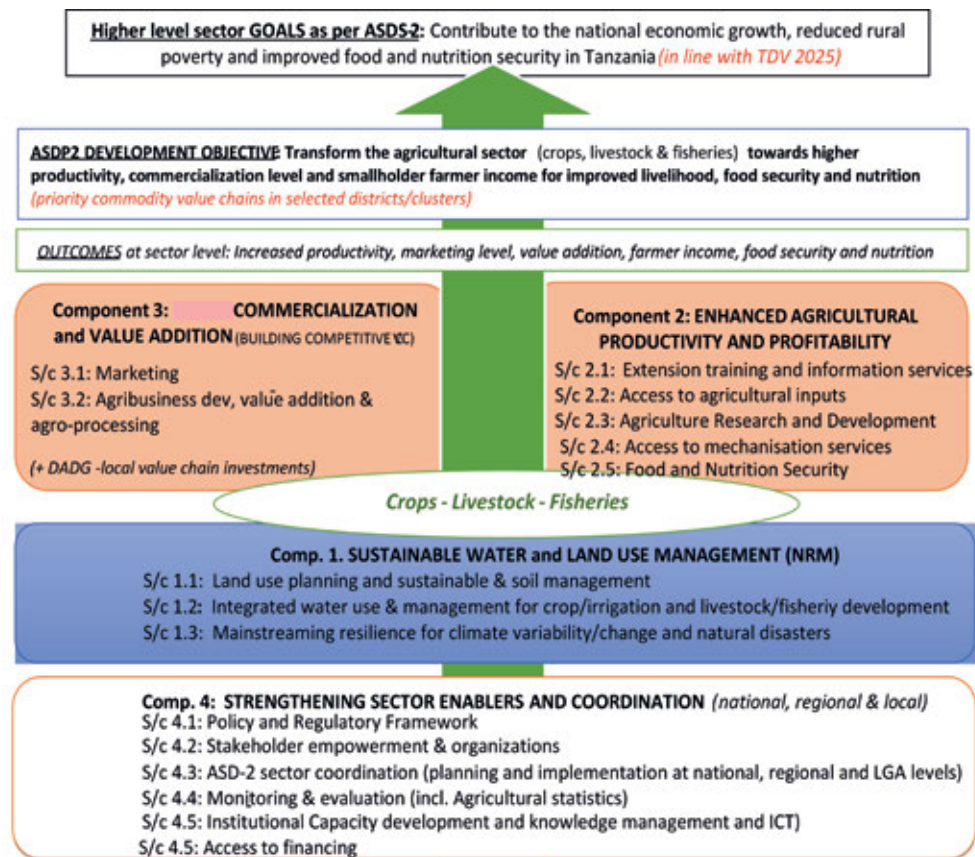 Higher level sector GOALS as per ASDS-2: Contribute to the national economic growth, reduced rural
poverty and improved food and nutrition security in Tanzania (in line with TDV 2025)
ASDP2 DEVELOPMENT OBJECTIVE: Transform the agricultural sector (crops, livestock & fisheries) towards higher
productivity, commercialization level and smallholder farmer income for improved livelihood, food security and nutrition
(priority commodity value chains in selected districts/clusters)
OUTCOMES at sector level: Increased productivity, marketing level, value addition, farmer income, food security and nutrition
Component 3: COMMERCIALIZATION
and VALUE ADDITION (BUILDING COMPETITIVE VC)
S/c 3.1: Marketing
S/c 3.2: Agribusiness dev, value addition &
agro-processing
(+ DADG -local value chain investments)
Component 2: ENHANCED AGRICULTURAL
PRODUCTIVITY AND PROFITABILITY
S/c 2.1: Extension training and information services
S/c 2.2: Access to agricultural inputs
S/c 2.3: Agriculture Research and Development
S/c 2.4: Access to mechanisation services
S/c 2.5: Food and Nutrition Security
Crops - Livestock - Fisheries
Comp. 1. SUSTAINABLE WATER and LAND USE MANAGEMENT (NRM)
S/c 1.1: Land use planning and sustainable & soil management
S/c 1.2: Integrated water use & management for crop/irrigation and livestock/fisheriy development
S/c 1.3: Mainstreaming resilience for climate variability/change and natural disasters
Comp. 4: STRENGTHENING SECTOR ENABLERS AND COORDINATION (national, regional & local)
S/c 4.1: Policy and Regulatory Framework
S/c 4.2: Stakeholder empowerment & organizations
S/c 4.3: ASD-2 sector coordination (planning and implementation at national, regional and LGA levels)
S/c 4.4: Monitoring & evaluation (incl. Agricultural statistics)
S/c 4.5: Institutional Capacity development and knowledge management and ICT)
S/c 4.5: Access to financing